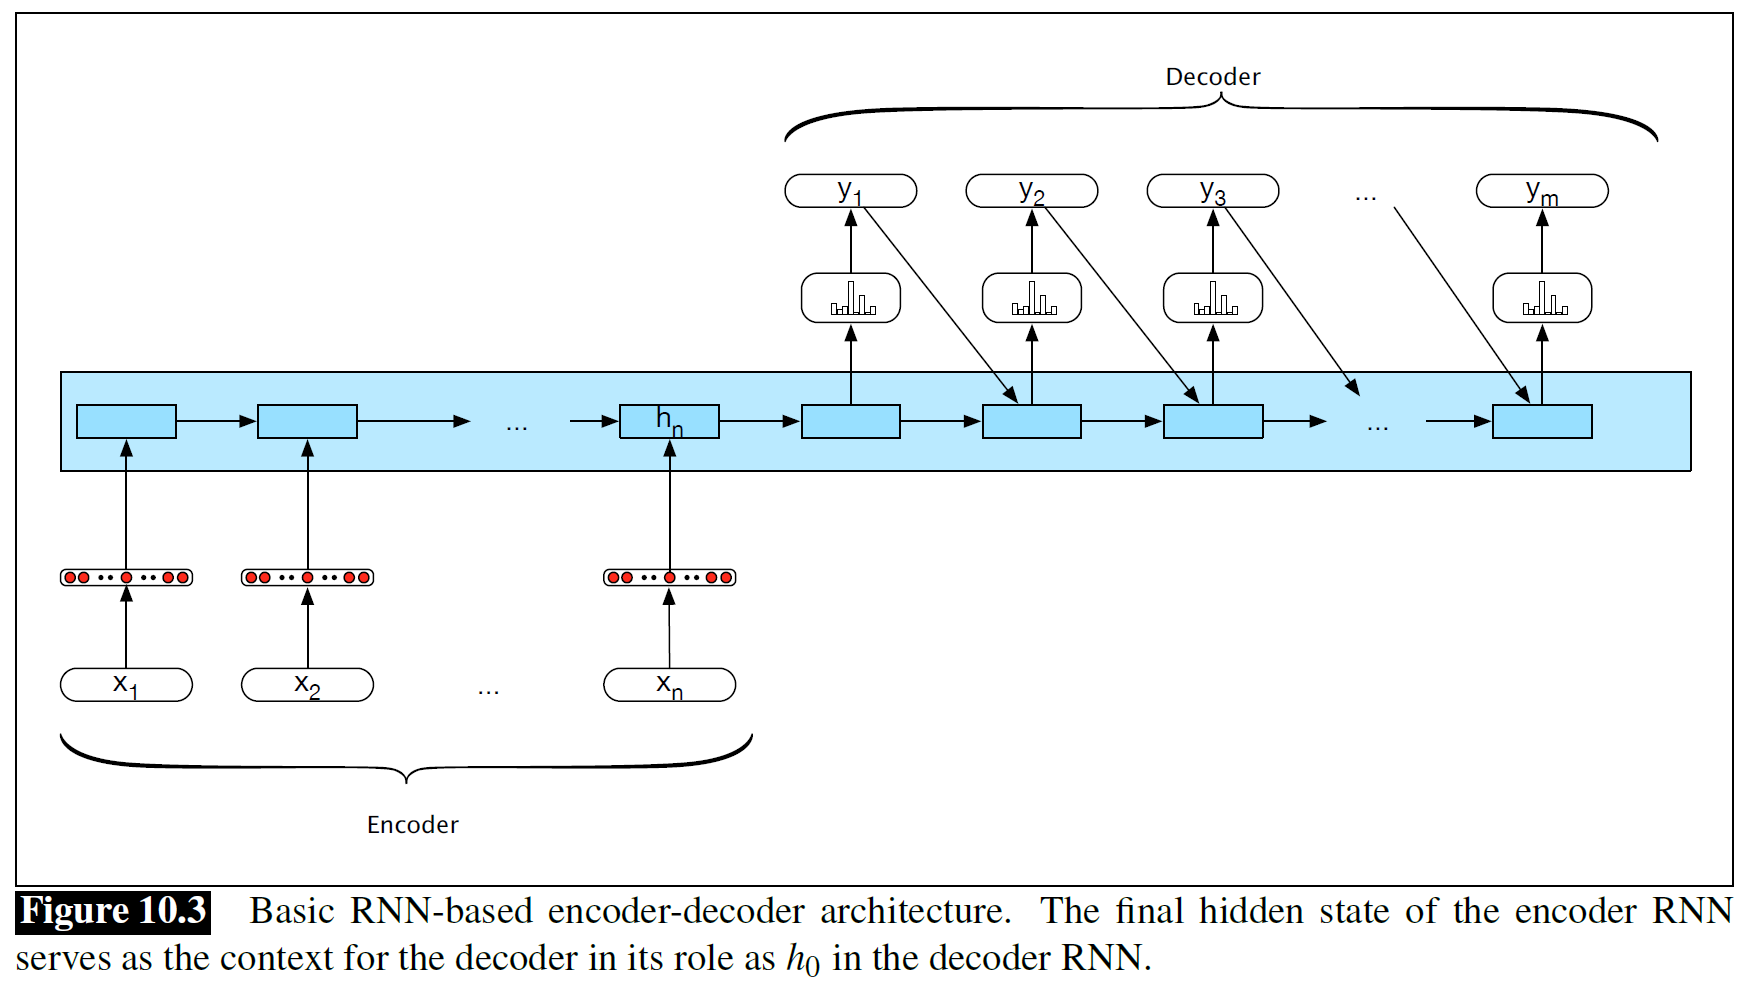 Decoder
y1 y2 y3 ... ym
hn
... ...
x1 x2 ... xn
Encoder
Figure 10.3 Basic RNN-based encoder-decoder architecture. The final hidden state of the encoder RNN
serves as the context for the decoder in its role as h0 in the decoder RNN.